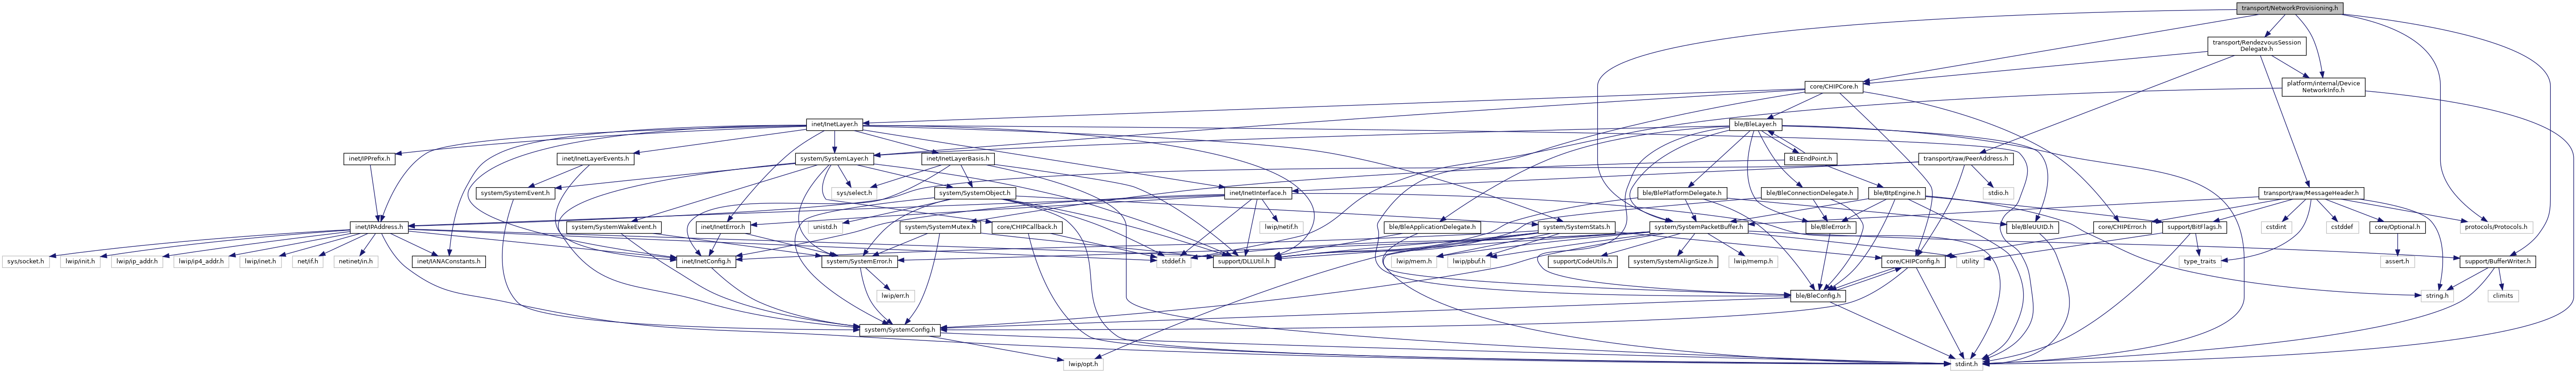 transport/NetworkProvisioning.h
transport/RendezvousSession
Delegate.h
core/CHIPCore.h
platform/internal/Device
NetworkInfo.h
inet/InetLayer.h
ble/BleLayer.h
inet/IPPrefix.h
inet/InetLayerEvents.h
system/SystemLayer.h
inet/InetLayerBasis.h
BLEEndPoint.h
transport/raw/PeerAddress.h
system/SystemEvent.h
sys/select.h
system/SystemObject.h
inet/InetInterface.h
ble/BlePlatformDelegate.h
ble/BleConnectionDelegate.h
ble/BtpEngine.h
stdio.h
transport/raw/MessageHeader.h
inet/IPAddress.h
system/SystemWakeEvent.h
inet/InetError.h
unistd.h
system/SystemMutex.h
core/CHIPCallback.h
lwip/netif.h
ble/BleApplicationDelegate.h
system/SystemStats.h
system/SystemPacketBuffer.h
ble/BleError.h
ble/BleUUID.h
core/CHIPError.h
support/BitFlags.h
cstdint
cstddef
core/Optional.h
protocols/Protocols.h
sys/socket.h
lwip/init.h
lwip/ip_addr.h
lwip/ip4_addr.h
lwip/inet.h
net/if.h
netinet/in.h
inet/IANAConstants.h
inet/InetConfig.h
system/SystemError.h
stddef.h
support/DLLUtil.h
lwip/mem.h
lwip/pbuf.h
support/CodeUtils.h
system/SystemAlignSize.h
lwip/memp.h
core/CHIPConfig.h
utility
type_traits
assert.h
support/BufferWriter.h
lwip/err.h
ble/BleConfig.h
string.h
climits
system/SystemConfig.h
lwip/opt.h
stdint.h